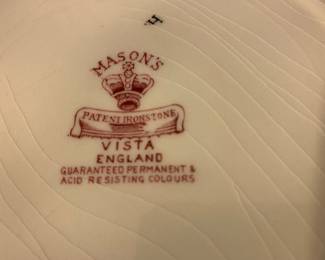 H
MASON'S
PATENT IRONSTONE
VISTA
ENGLAND
GUARANTEED PERMANENT &
ACID RESISTING COLOURS